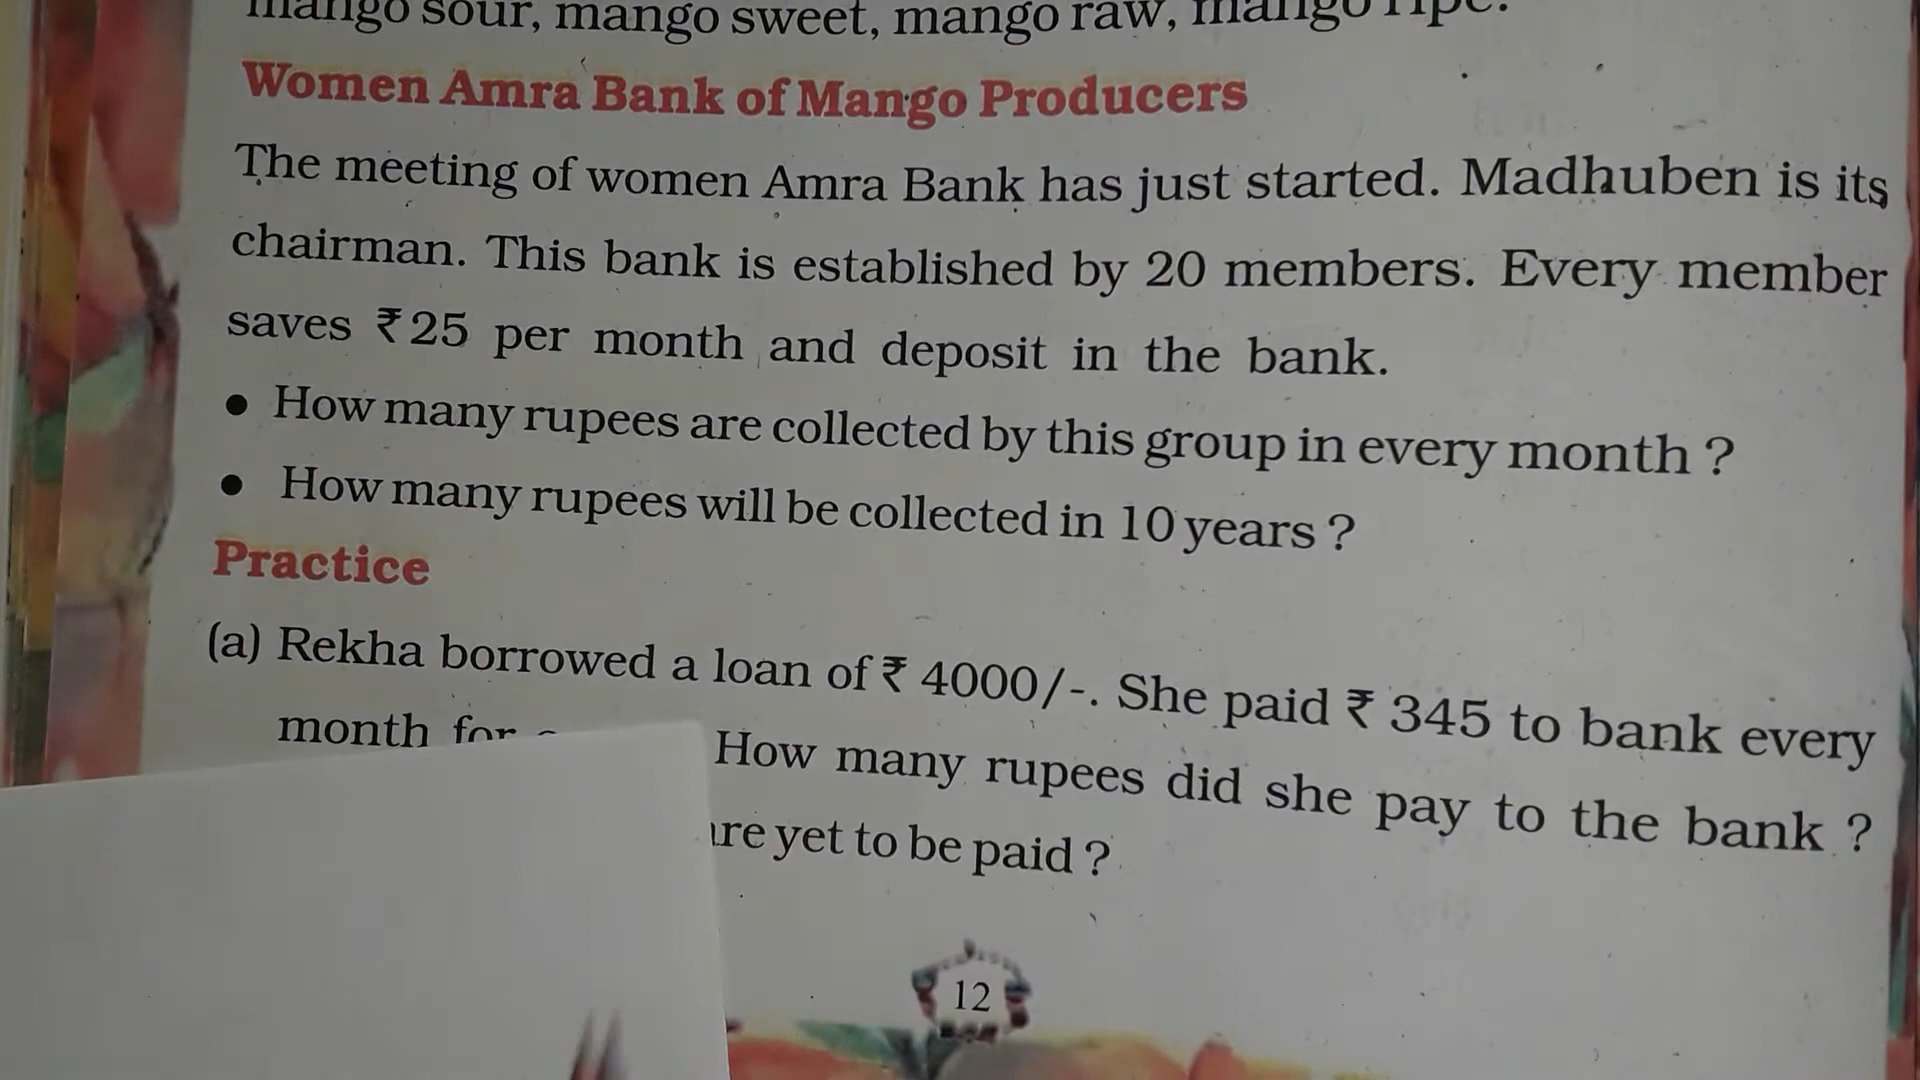 mango sour, mango sweet, mango raw, mango ripe.
Women Amra Bank of Mango Producers
The meeting of women Amra Bank has just started. Madhuben is its
chairman. This bank is established by 20 members. Every member
saves ₹25 per month and deposit in the bank.
• How many rupees are collected by this group in every month ?
• How many rupees will be collected in 10 years ?
Practice
(a) Rekha borrowed a loan of ₹ 4000/-. She paid ₹ 345 to bank every
month for How many rupees did she pay to the bank ?
yet to be paid ?
12